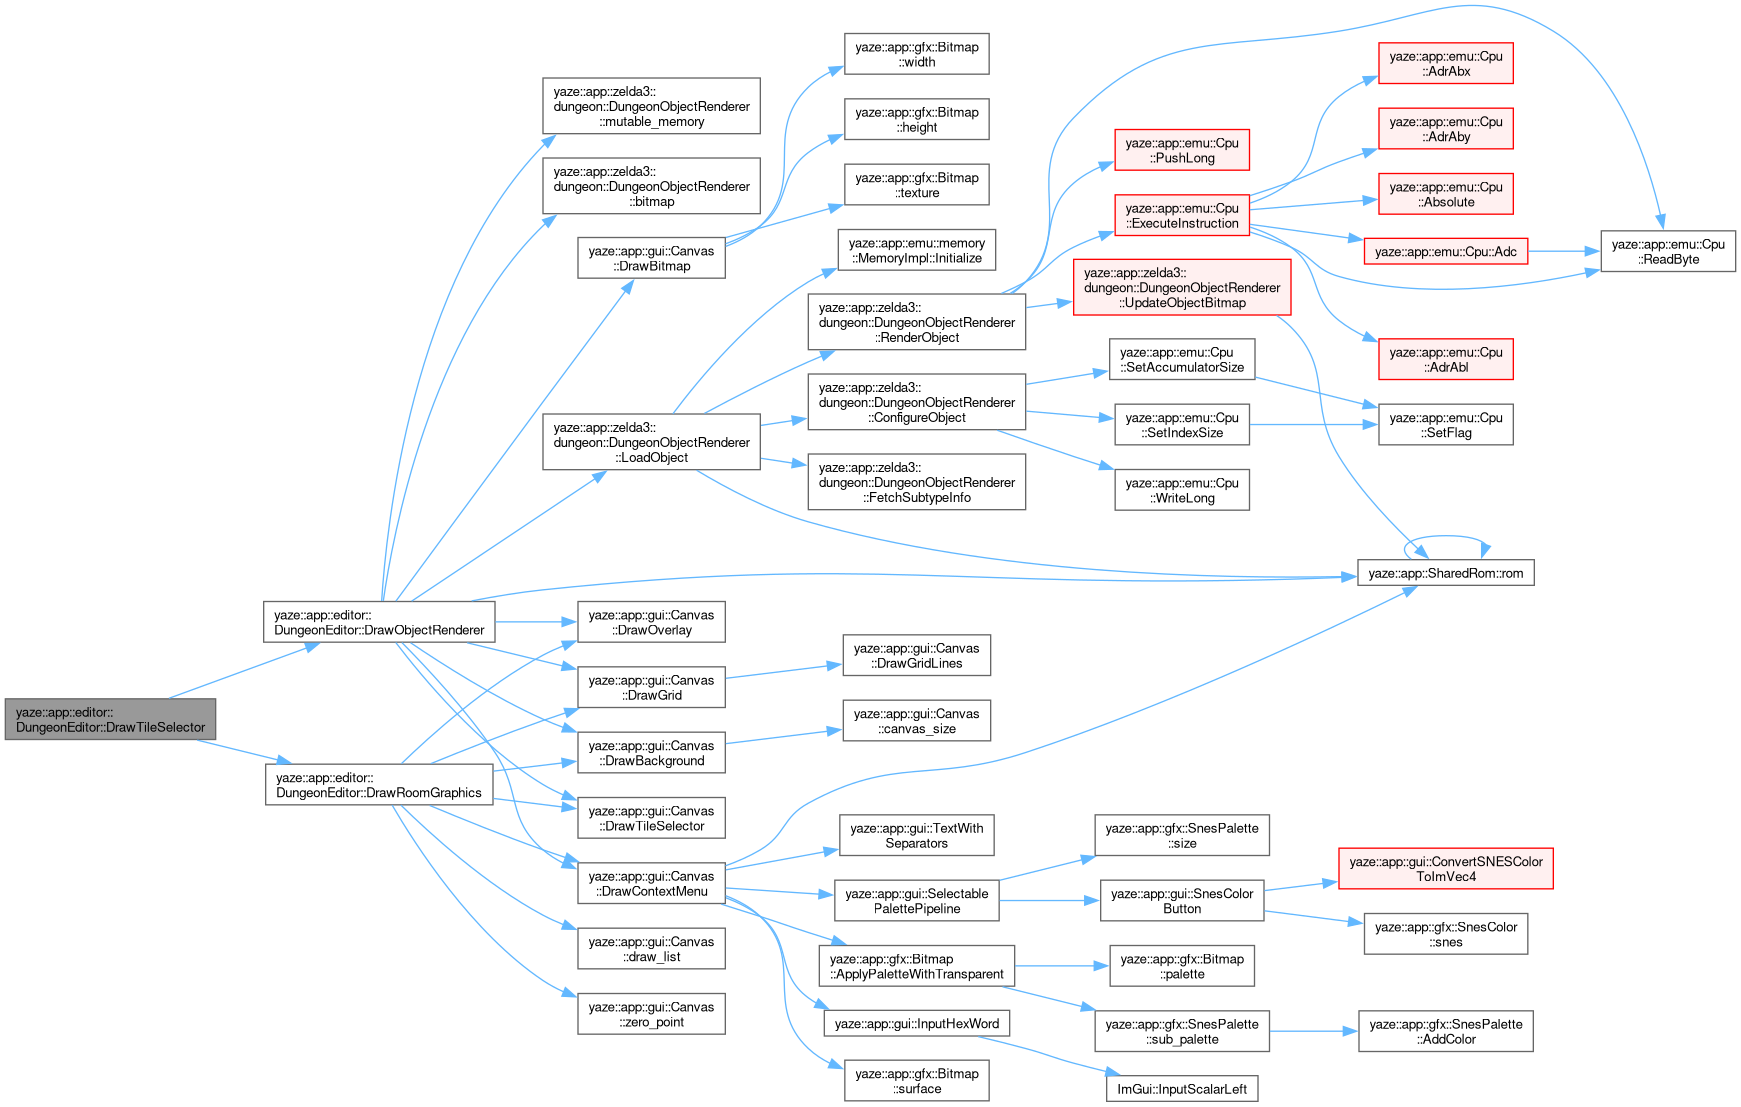 yaze::app::editor::
DungeonEditor::DrawTileSelector
yaze::app::editor::
DungeonEditor::DrawObjectRenderer
yaze::app::editor::
DungeonEditor::DrawRoomGraphics
yaze::app::zelda3::
dungeon::DungeonObjectRenderer
::mutable_memory
yaze::app::zelda3::
dungeon::DungeonObjectRenderer
::bitmap
yaze::app::gui::Canvas
::DrawBitmap
yaze::app::zelda3::
dungeon::DungeonObjectRenderer
::LoadObject
yaze::app::gui::Canvas
::DrawOverlay
yaze::app::gui::Canvas
::DrawGrid
yaze::app::gui::Canvas
::DrawBackground
yaze::app::gui::Canvas
::DrawTileSelector
yaze::app::gui::Canvas
::DrawContextMenu
yaze::app::gui::Canvas
::draw_list
yaze::app::gui::Canvas
::zero_point
yaze::app::gfx::Bitmap
::width
yaze::app::gfx::Bitmap
::height
yaze::app::gfx::Bitmap
::texture
yaze::app::emu::memory
::MemoryImpl::Initialize
yaze::app::zelda3::
dungeon::DungeonObjectRenderer
::RenderObject
yaze::app::zelda3::
dungeon::DungeonObjectRenderer
::ConfigureObject
yaze::app::zelda3::
dungeon::DungeonObjectRenderer
::FetchSubtypeInfo
yaze::app::gui::Canvas
::DrawGridLines
yaze::app::gui::Canvas
::canvas_size
yaze::app::gui::TextWith
Separators
yaze::app::gui::Selectable
PalettePipeline
yaze::app::gfx::Bitmap
::ApplyPaletteWithTransparent
yaze::app::gui::InputHexWord
yaze::app::gfx::Bitmap
::surface
yaze::app::emu::Cpu
::PushLong
yaze::app::emu::Cpu
::ExecuteInstruction
yaze::app::zelda3::
dungeon::DungeonObjectRenderer
::UpdateObjectBitmap
yaze::app::emu::Cpu
::SetAccumulatorSize
yaze::app::emu::Cpu
::SetIndexSize
yaze::app::emu::Cpu
::WriteLong
yaze::app::gfx::SnesPalette
::size
yaze::app::gui::SnesColor
Button
yaze::app::gfx::Bitmap
::palette
yaze::app::gfx::SnesPalette
::sub_palette
ImGui::InputScalarLeft
yaze::app::emu::Cpu
::AdrAbx
yaze::app::emu::Cpu
::AdrAby
yaze::app::emu::Cpu
::Absolute
yaze::app::emu::Cpu::Adc
yaze::app::emu::Cpu
::AdrAbl
yaze::app::emu::Cpu
::SetFlag
yaze::app::SharedRom::rom
yaze::app::gui::ConvertSNESColor
ToImVec4
yaze::app::gfx::SnesColor
::snes
yaze::app::gfx::SnesPalette
::AddColor
yaze::app::emu::Cpu
::ReadByte